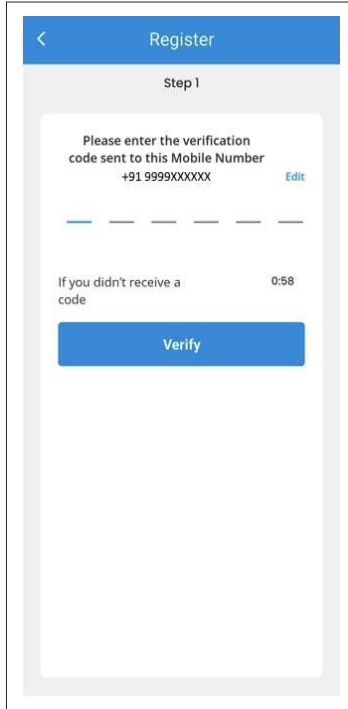 Register
Step 1
Please enter the verification
code sent to this Mobile Number
+91 9999XXXXXX Edit
If you didn't receive a 0:58
code
Verify